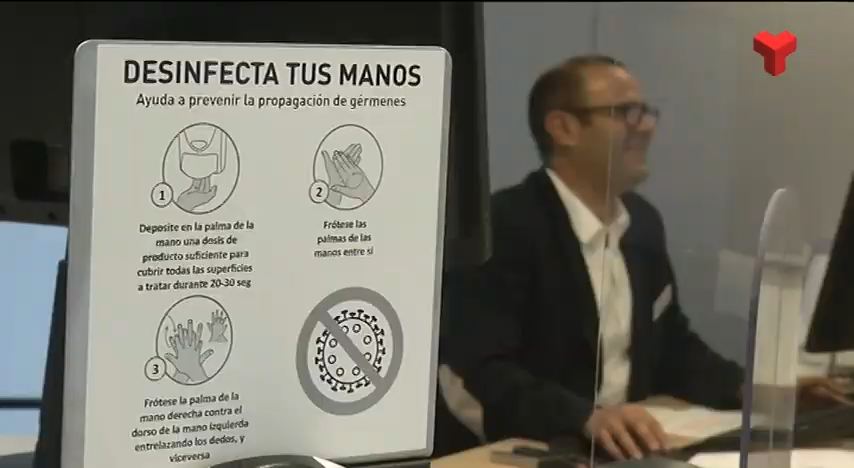 DESINFECTA TUS MANOS
Ayuda a prevenir la propagación de gérmenes
1
Deposite en la palma de la
mano una dosis de
producto suficiente para
cubrir todas las superficies
a tratar durante 20-30 seg
2
Frótese las
palmas de las
manos entre sí
3
Frótese la palma de la
mano derecha contra el
dorso de la mano izquierda
entrelazando los dedos, y
viceversa